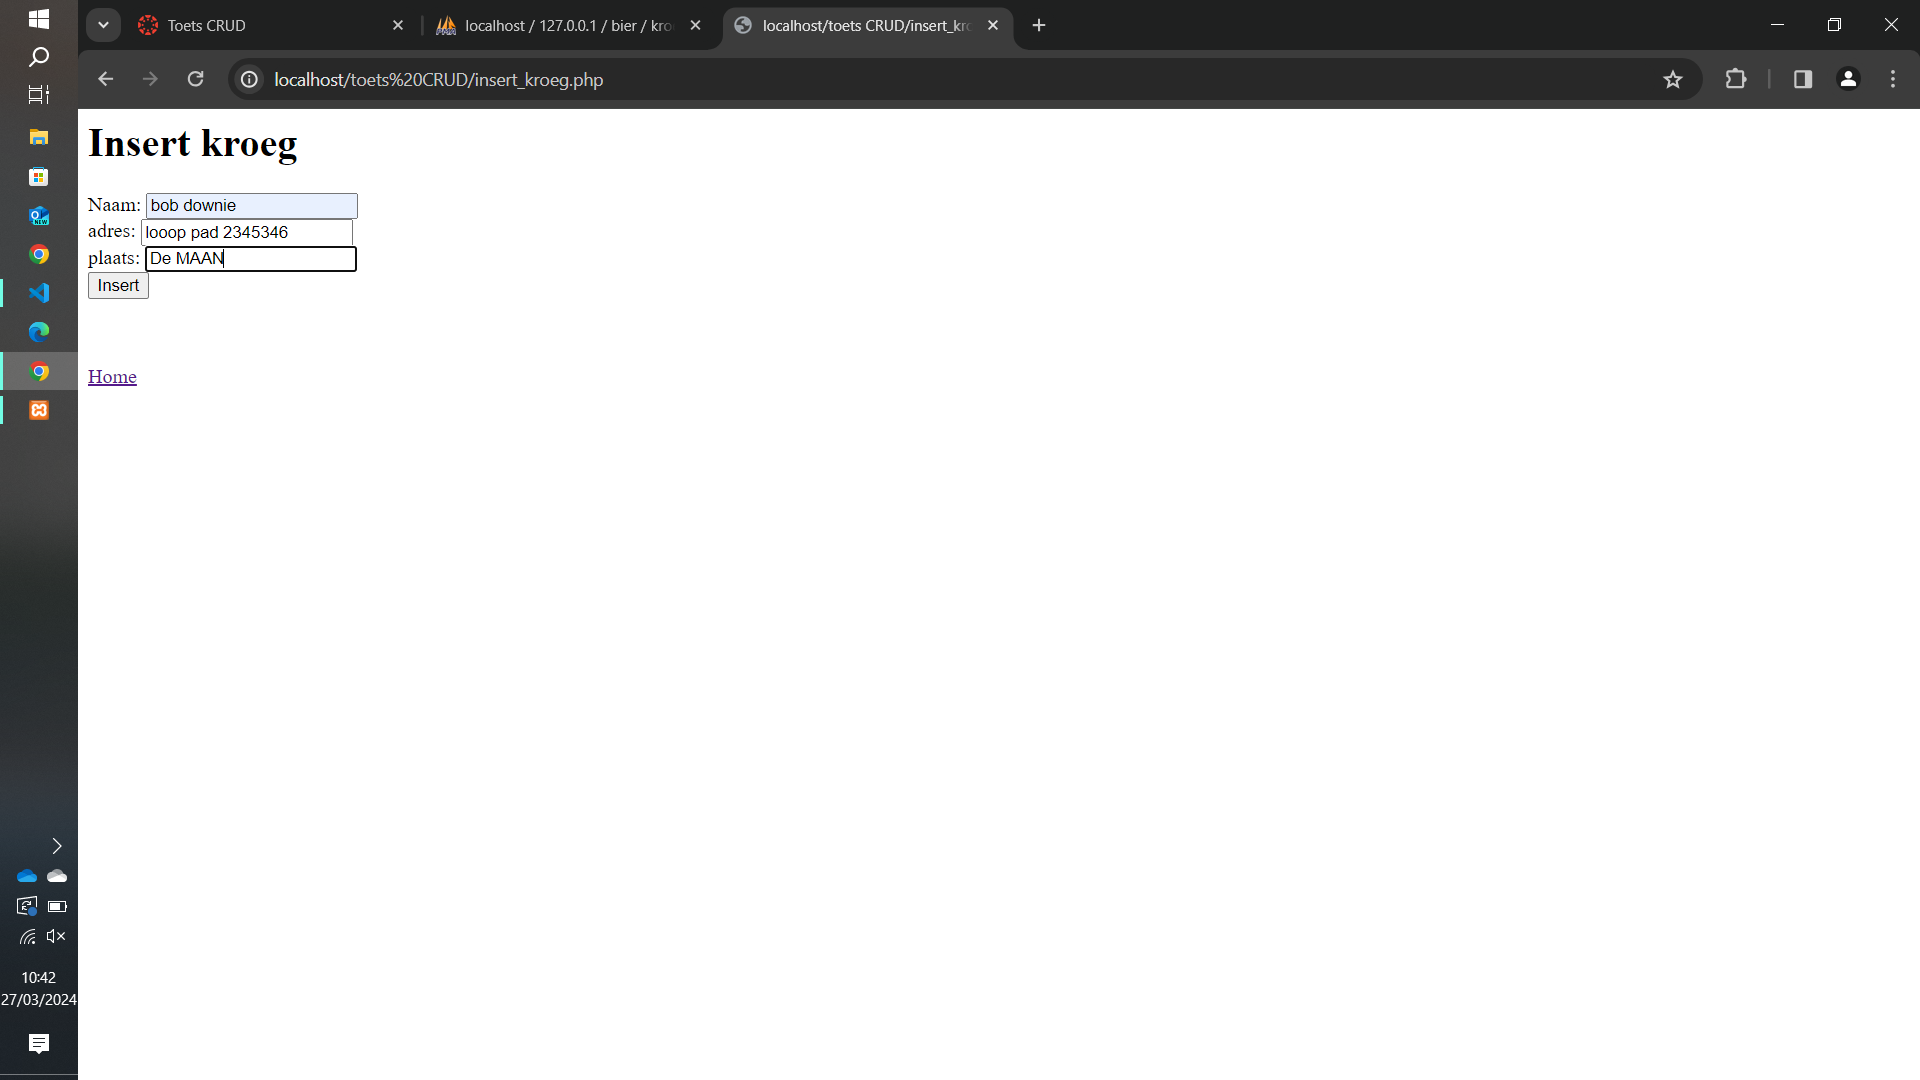 Toets CRUD
localhost / 127.0.0.1 / bier / kro
localhost/toets CRUD/insert_kro
localhost/toets%20CRUD/insert_kroeg.php
Insert kroeg
Naam: bob downie
adres: looop pad 2345346
plaats: De MAAN
Insert
Home
10:42
27/03/2024